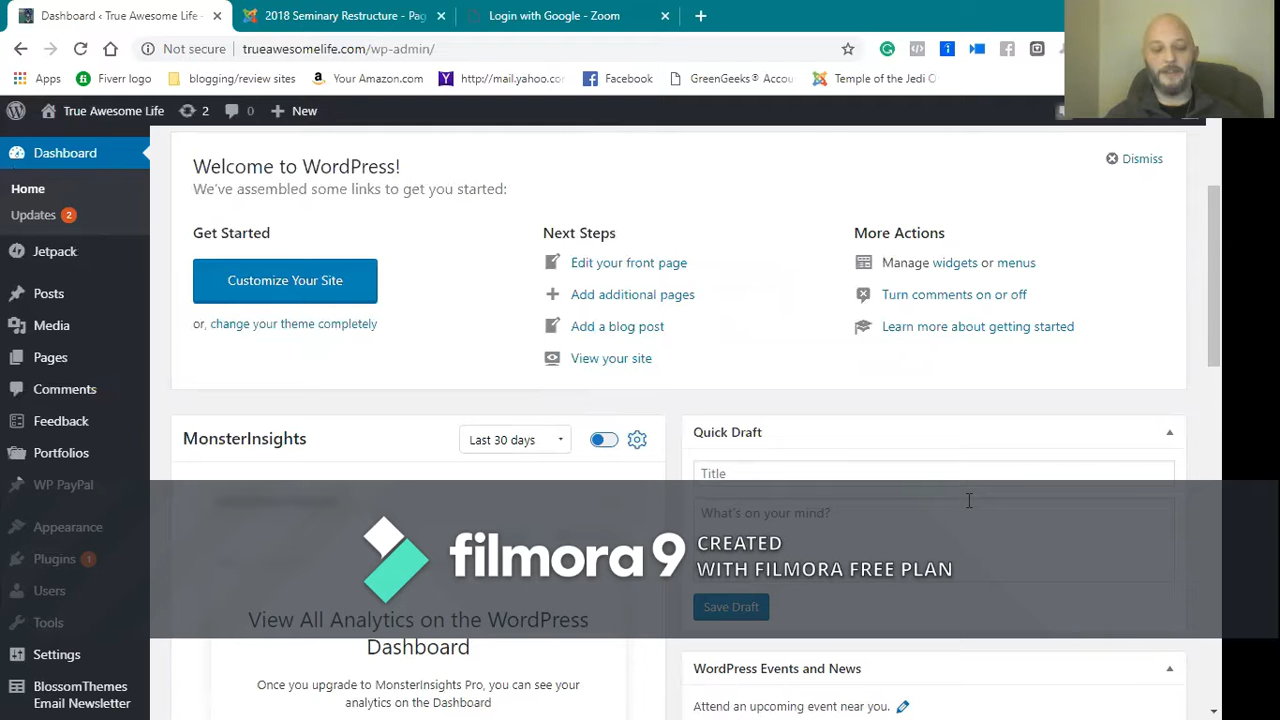 Dashboard ‹ True Awesome Life -
2018 Seminary Restructure - Pag
Login with Google - Zoom
Not secure
trueawesomelife.com/wp-admin/
Apps
Fiverr logo
blogging/review sites
Your Amazon.com
http://mail.yahoo.co
Facebook
GreenGeeks® Accou
Temple of the Jedi O
True Awesome Life
2
0
New
Dashboard
Home
Updates 2
Jetpack
Posts
Media
Pages
Comments
Feedback
Portfolios
WP PayPal
Appearance
Plugins 1
Users
Tools
Settings
BlossomThemes
Email Newsletter
Welcome to WordPress!
We've assembled some links to get you started:
Dismiss
Get Started
Customize Your Site
or, change your theme completely
Next Steps
Edit your front page
Add additional pages
Add a blog post
View your site
More Actions
Manage widgets or menus
Turn comments on or off
Learn more about getting started
MonsterInsights
Last 30 days
View All Analytics on the WordPress
Dashboard
Once you upgrade to MonsterInsights Pro, you can see your
analytics on the Dashboard
Quick Draft
Title
What's on your mind?
Save Draft
WordPress Events and News
Attend an upcoming event near you.
filmora9
CREATED
WITH FILMORA FREE PLAN